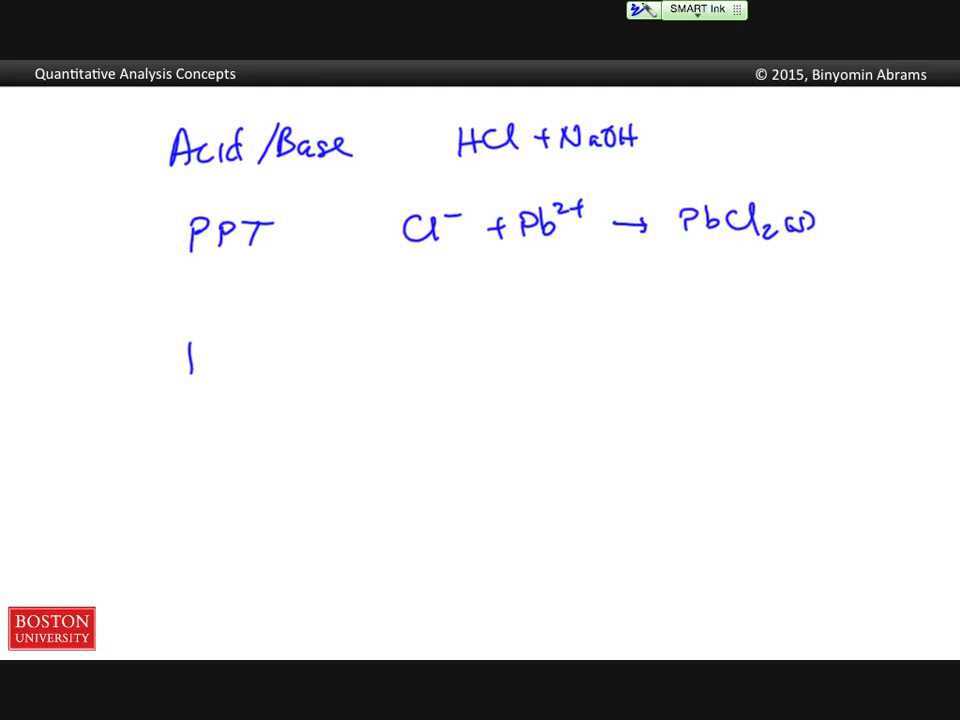 SMART Ink
Quantitative Analysis Concepts © 2015, Binyomin Abrams
Acid/Base HCl + NaOH
PPT Cl⁻ + Pb²⁺ → PbCl₂(s)
BOSTON
UNIVERSITY